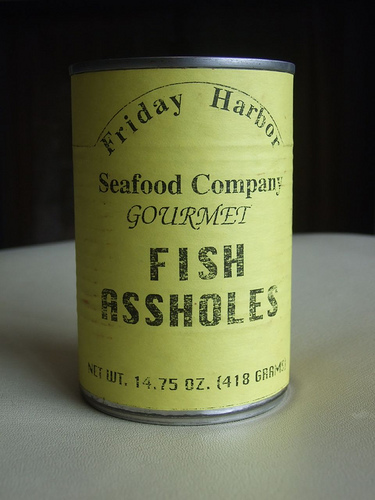 Friday Harbor
Seafood Company
GOURMET
FISH
ASSHOLES
NET WT. 14.75 OZ. (418 GRAMS)